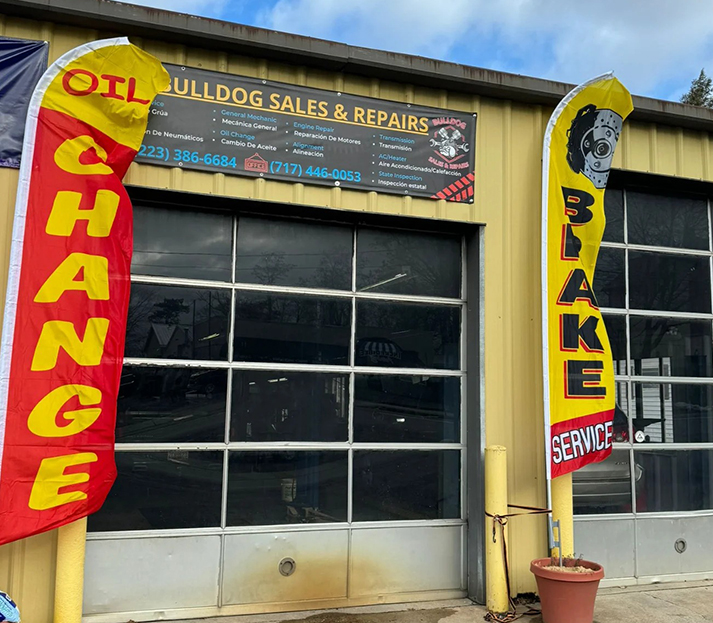 OIL
CHANGE
BULLDOG SALES & REPAIRS
Grúa
General Mechanic
Mecánica General
Engine Repair
Reparación De Motores
Transmissions
Transmisión
De Neumáticos
Oil Change
Cambio De Aceite
Alignment
Alineación
AC/Heater
Aire Acondicionado/Calefacción
State Inspection
Inspección estatal
223) 386-6684
(717) 446-0053
BULLDOG
SALES & REPAIRS
BRAKE
SERVICE